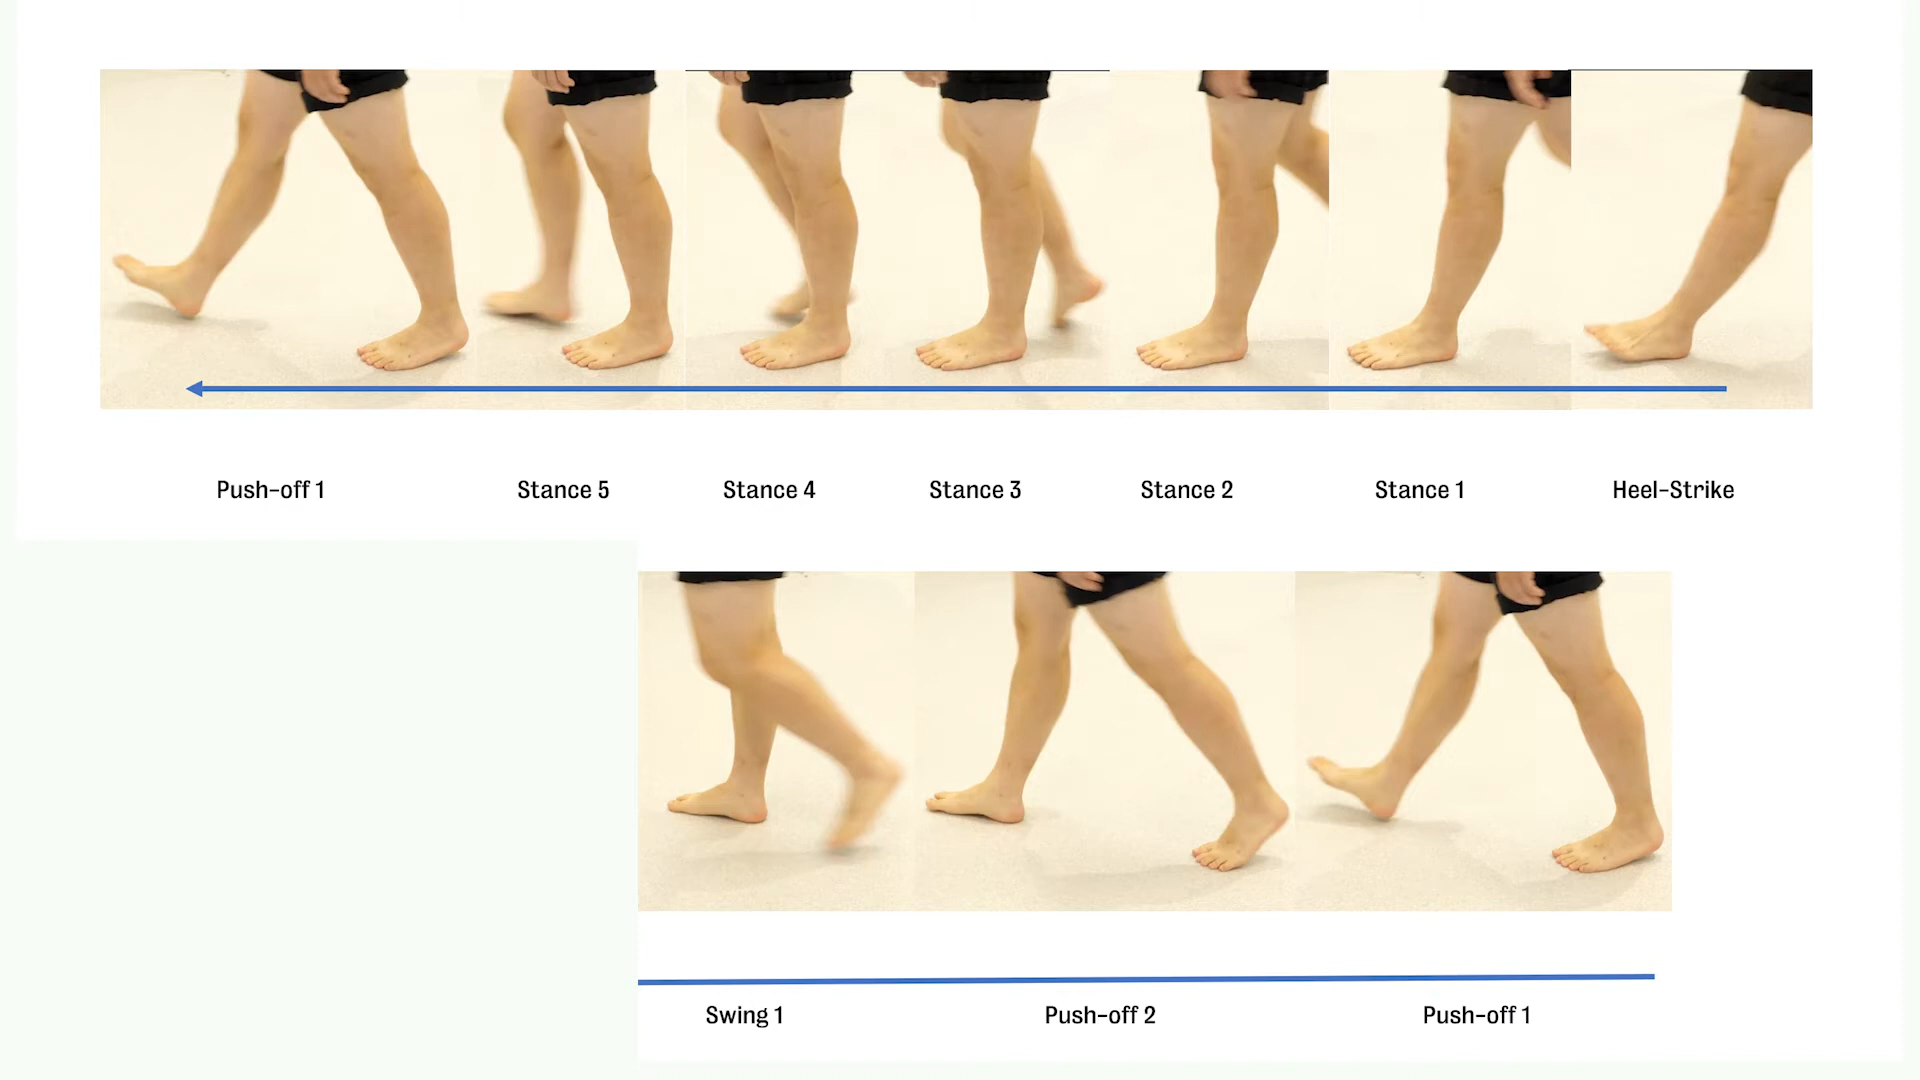 Push-off 1 Stance 5 Stance 4 Stance 3 Stance 2 Stance 1 Heel-Strike
Swing 1 Push-off 2 Push-off 1